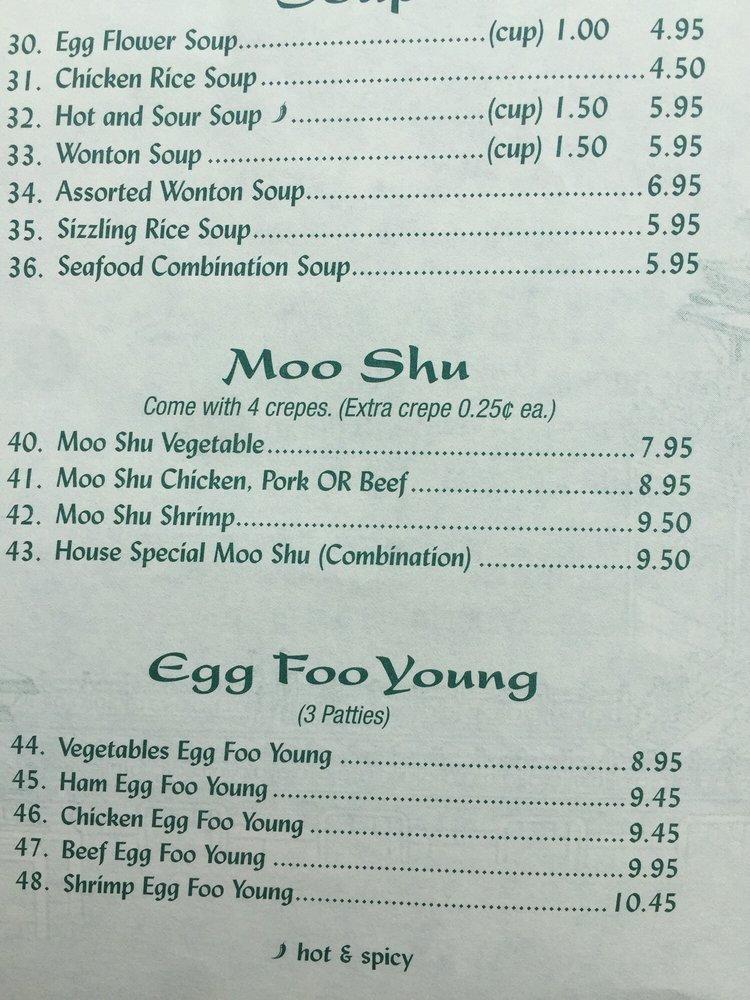 Soup
30. Egg Flower Soup................................(cup) 1.00 4.95
31. Chicken Rice Soup..................................................4.50
32. Hot and Sour Soup.........................(cup) 1.50 5.95
33. Wonton Soup ...................................(cup) 1.50 5.95
34. Assorted Wonton Soup............................................6.95
35. Sizzling Rice Soup....................................................5.95
36. Seafood Combination Soup......................................5.95
Moo Shu
Come with 4 crepes. (Extra crepe 0.25¢ ea.)
40. Moo Shu Vegetable..................................................7.95
41. Moo Shu Chicken, Pork OR Beef..............................8.95
42. Moo Shu Shrimp......................................................9.50
43. House Special Moo Shu (Combination) ....................9.50
Egg Foo Young
(3 Patties)
44. Vegetables Egg Foo Young ......................................8.95
45. Ham Egg Foo Young................................................9.45
46. Chicken Egg Foo Young ..........................................9.45
47. Beef Egg Foo Young ................................................9.95
48. Shrimp Egg Foo Young..........................................10.45
hot & spicy